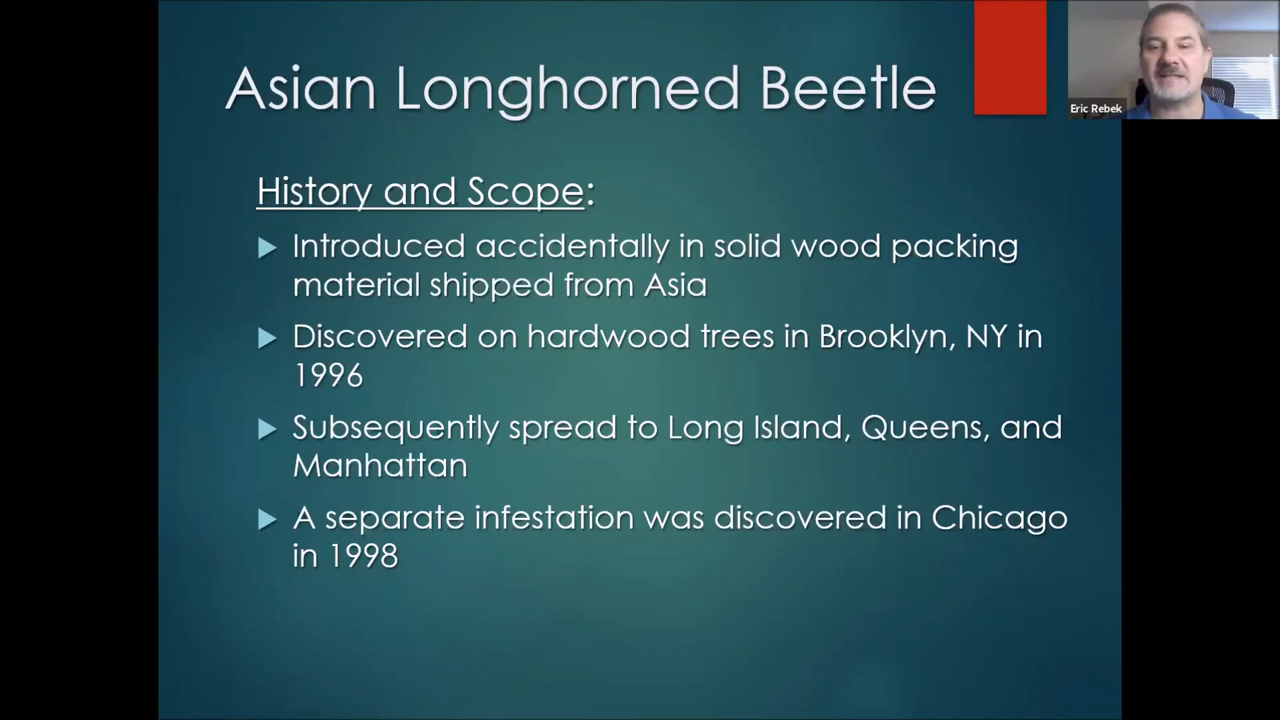 Asian Longhorned Beetle
Eric Rebek
History and Scope:
Introduced accidentally in solid wood packing
material shipped from Asia
Discovered on hardwood trees in Brooklyn, NY in
1996
Subsequently spread to Long Island, Queens, and
Manhattan
A separate infestation was discovered in Chicago
in 1998